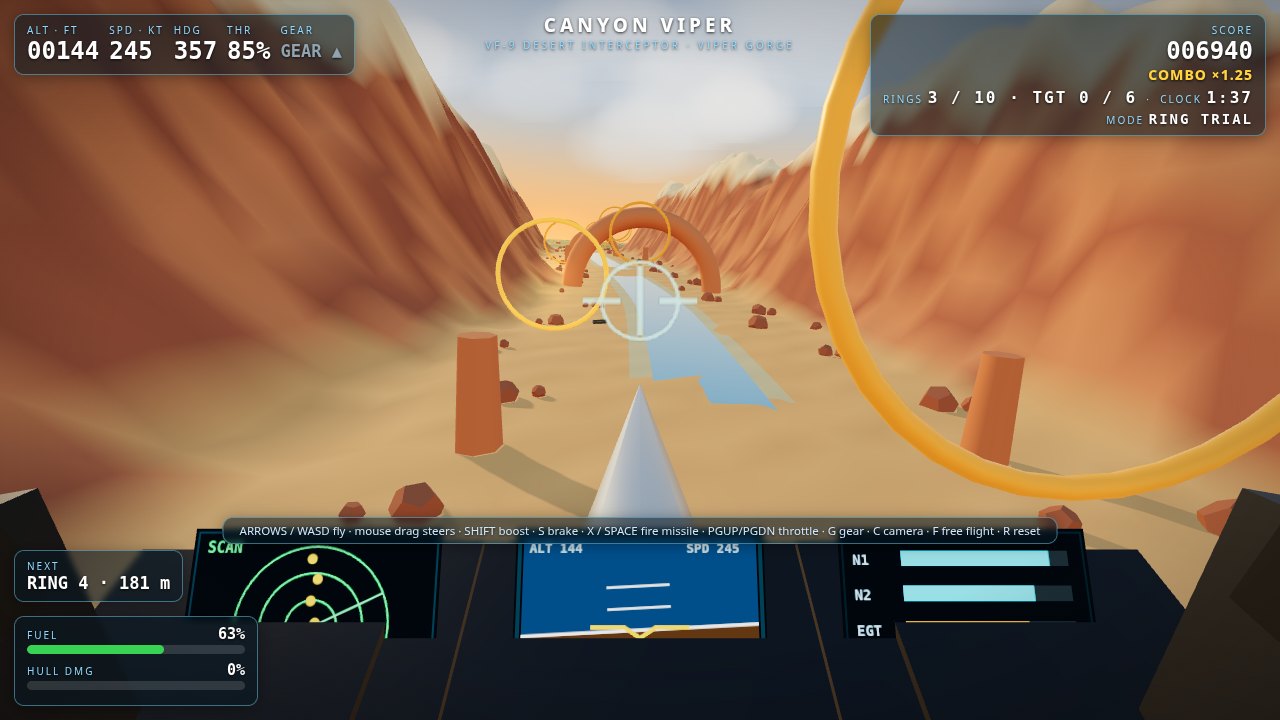 CANYON VIPER
VF-9 DESERT INTERCEPTOR · VIPER GORGE
ALT · FT SPD · KT HDG THR GEAR
00144 245 357 85% GEAR ▲
SCORE
006940
COMBO ×1.25
RINGS 3 / 10 · TGT 0 / 6 · CLOCK 1:37
MODE RING TRIAL
ARROWS / WASD fly · mouse drag steers · SHIFT boost · S brake · X / SPACE fire missile · PGUP/PGDN throttle · G gear · C camera · F free flight · R reset
SCAN
ALT 144 SPD 245
N1
N2
EGT
NEXT
RING 4 · 181 m
FUEL 63%
HULL DMG 0%